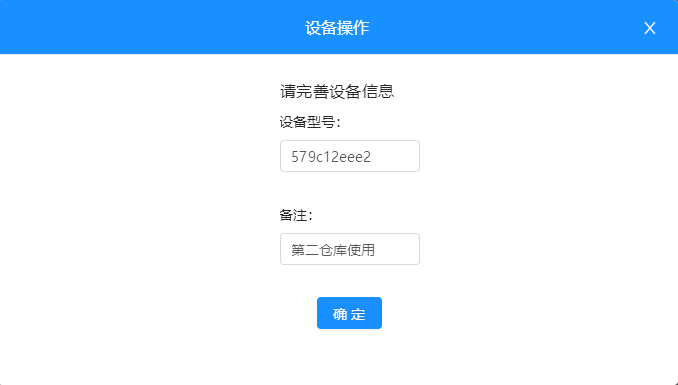 设备操作
X
请完善设备信息
设备型号：
579c12eee2
备注：
第二仓库使用
确 定